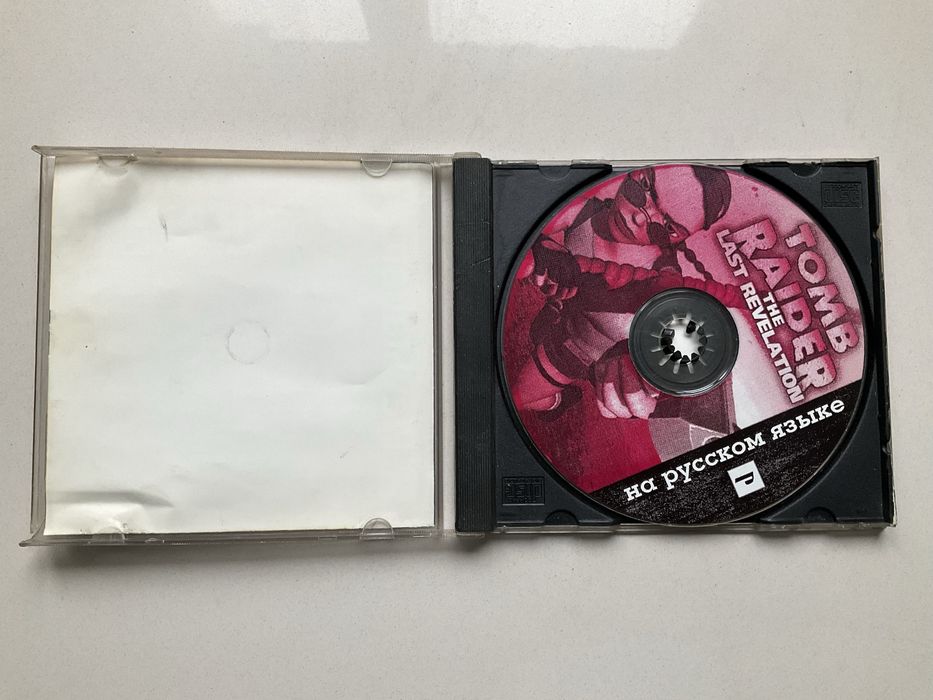 TOMB
RAIDER
THE
LAST REVELATION
на русском языке
P